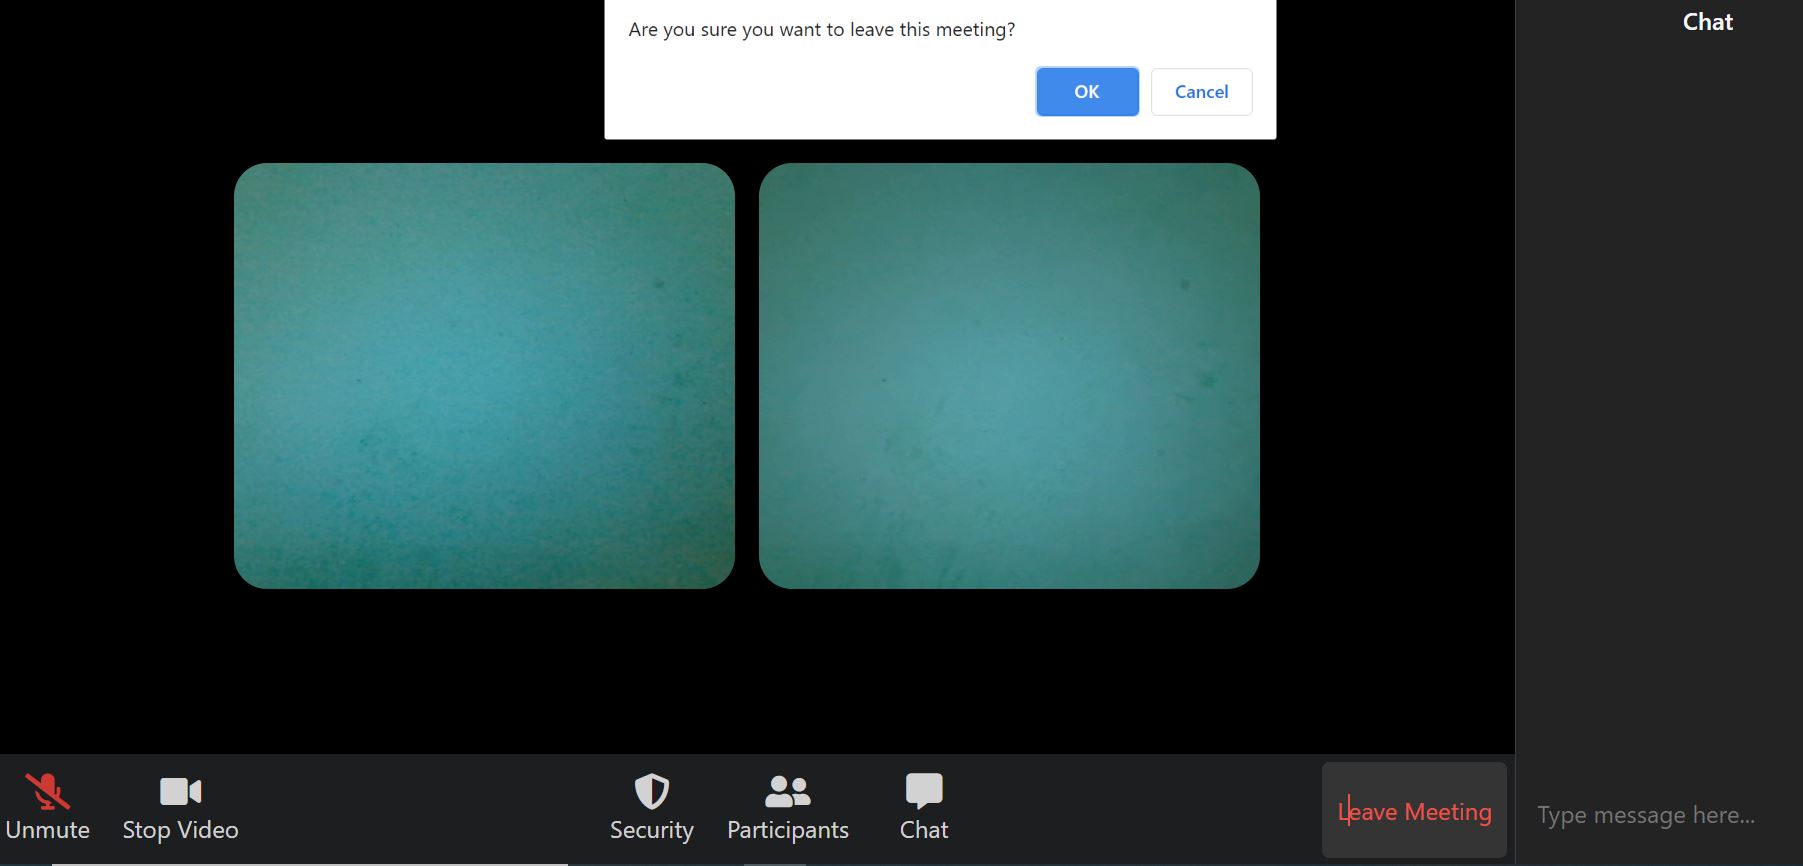 Are you sure you want to leave this meeting?
OK Cancel
Chat
Unmute Stop Video Security Participants Chat Leave Meeting
Type message here...